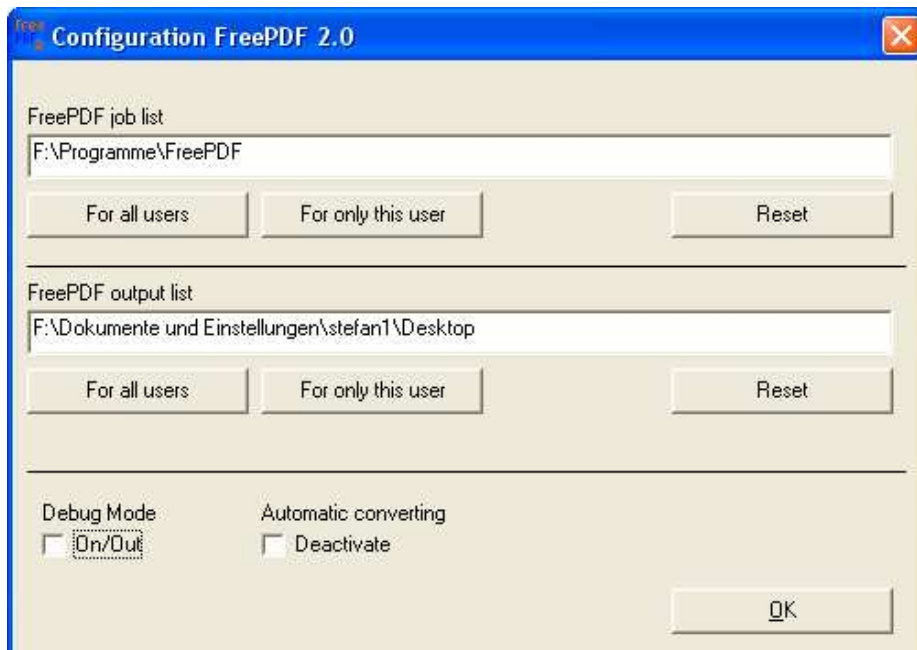 Configuration FreePDF 2.0
FreePDF job list
F:\Programme\FreePDF
For all users For only this user Reset
FreePDF output list
F:\Dokumente und Einstellungen\stefan1\Desktop
For all users For only this user Reset
Debug Mode Automatic converting
On/Out Deactivate
OK